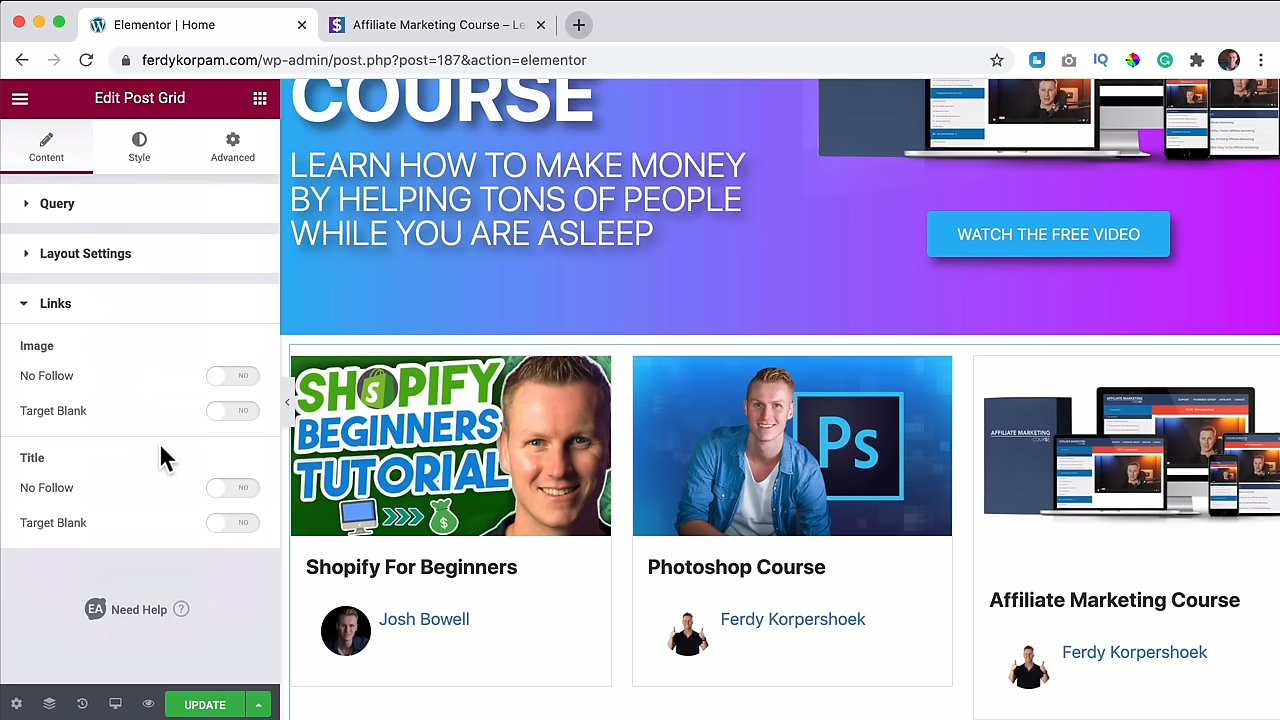 Elementor | Home
Affiliate Marketing Course – Le
ferdykorpam.com/wp-admin/post.php?post=187&action=elementor
IQ
Edit Post Grid
Content
Style
Advanced
Query
Layout Settings
Links
Image
No Follow
NO
Target Blank
NO
Title
No Follow
NO
Target Blank
NO
EA
Need Help
?
UPDATE
COURSE
LEARN HOW TO MAKE MONEY
BY HELPING TONS OF PEOPLE
WHILE YOU ARE ASLEEP
WATCH THE FREE VIDEO
SHOPIFY
BEGINNERS
TUTORIAL
Shopify For Beginners
Josh Bowell
Ps
Photoshop Course
Ferdy Korpershoek
AFFILIATE MARKETING
Affiliate Marketing Course
Ferdy Korpershoek